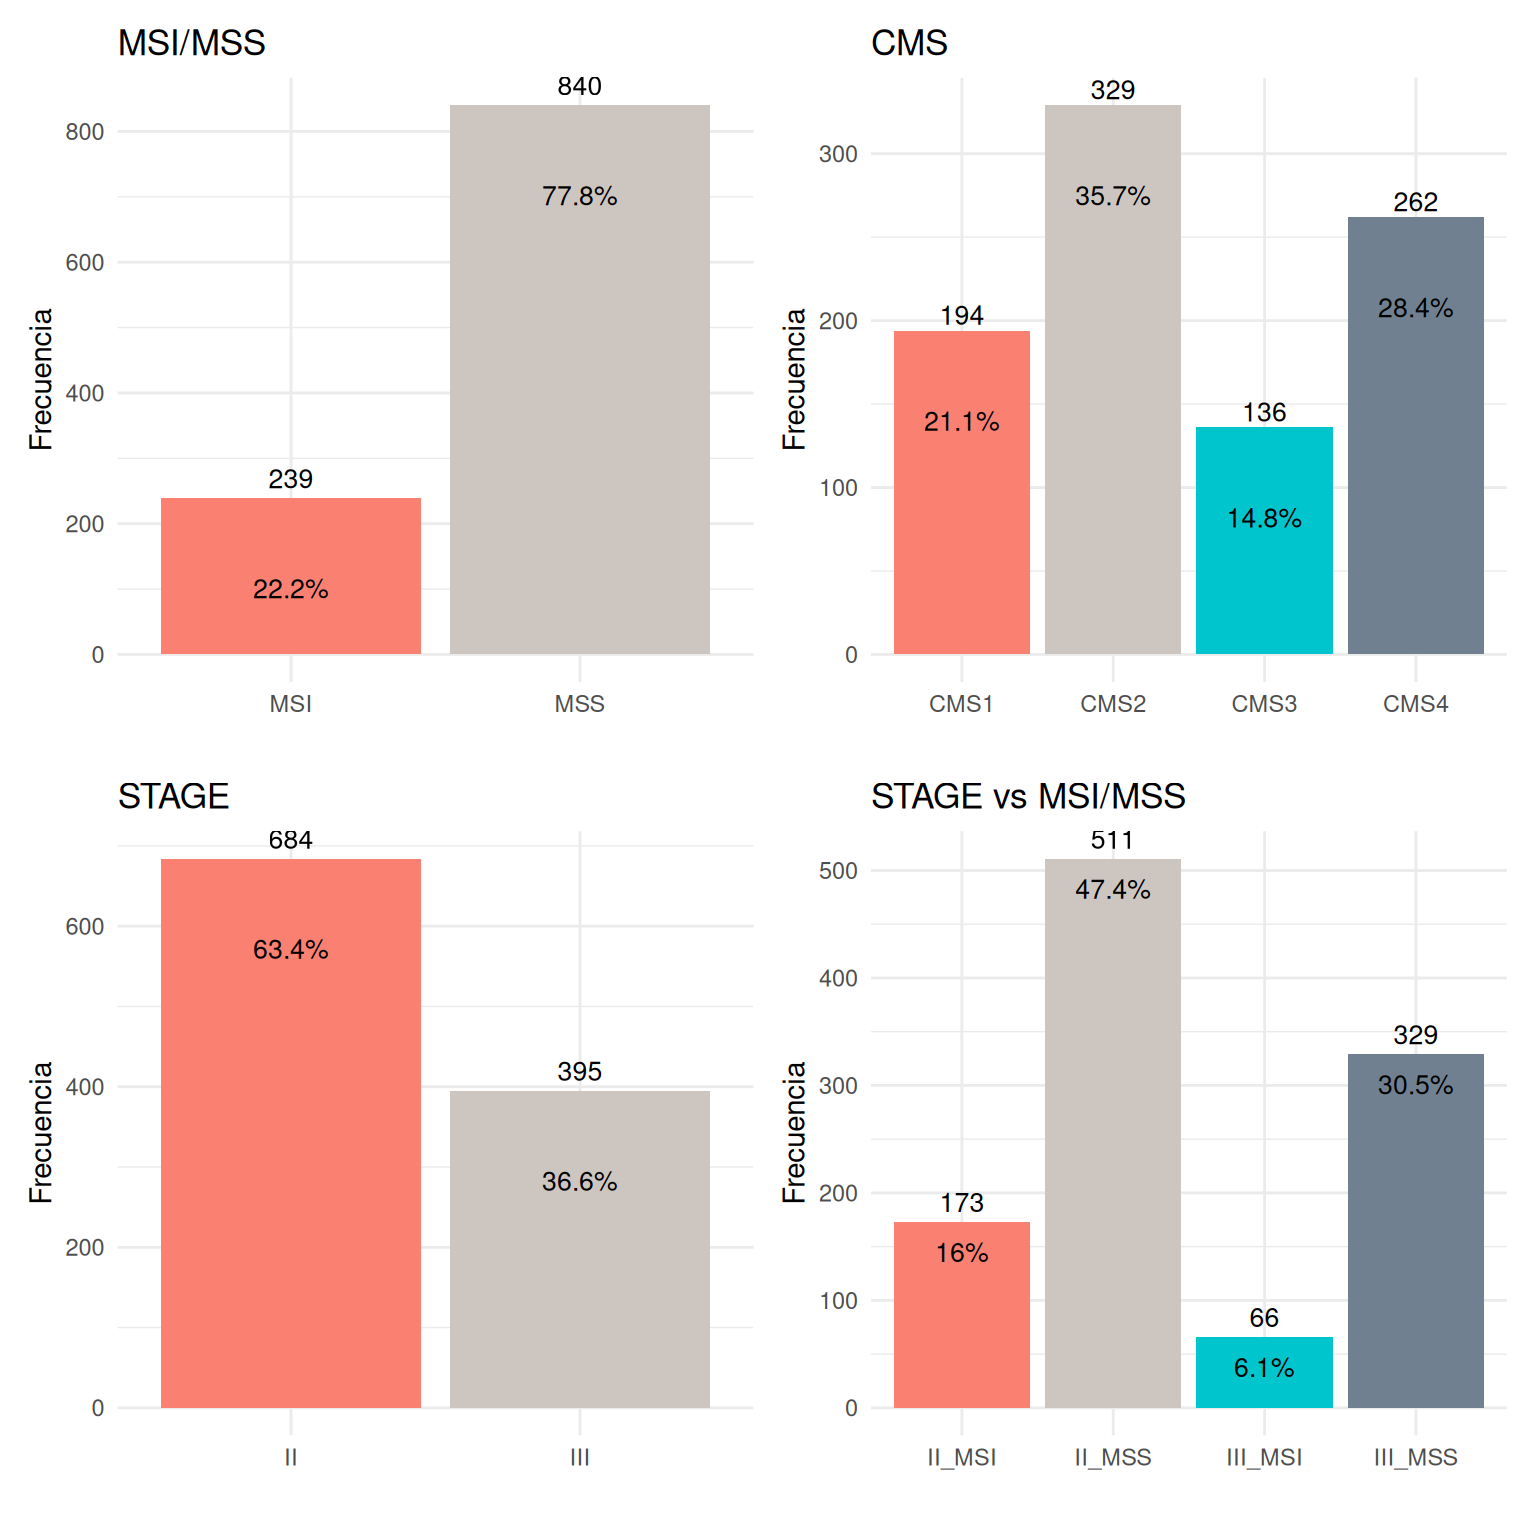 MSI/MSS
840
800
77.8%
600
Frecuencia
400
239
200
22.2%
0
MSI
MSS
CMS
329
300
35.7%
262
200
28.4%
194
Frecuencia
21.1%
136
100
14.8%
0
CMS1
CMS2
CMS3
CMS4
STAGE
684
600
63.4%
395
Frecuencia
400
36.6%
200
0
II
III
STAGE vs MSI/MSS
511
500
47.4%
400
329
Frecuencia
300
30.5%
200
173
16%
100
66
6.1%
0
II_MSI
II_MSS
III_MSI
III_MSS